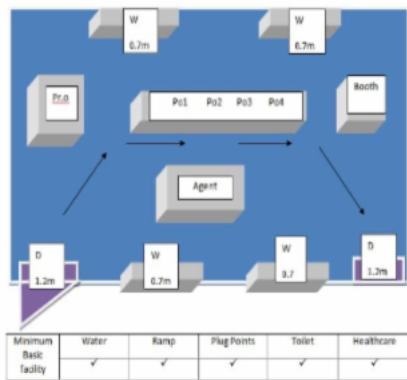 W
0.7m
W
0.7m
Pr.o
Po1 Po2 Po3 Po4
Booth
Agent
D
1.2m
W
0.7m
W
0.7
D
1.2m
Minimum Basic facility Water Ramp Plug Points Toilet Healthcare
✓ ✓ ✓ ✓ ✓